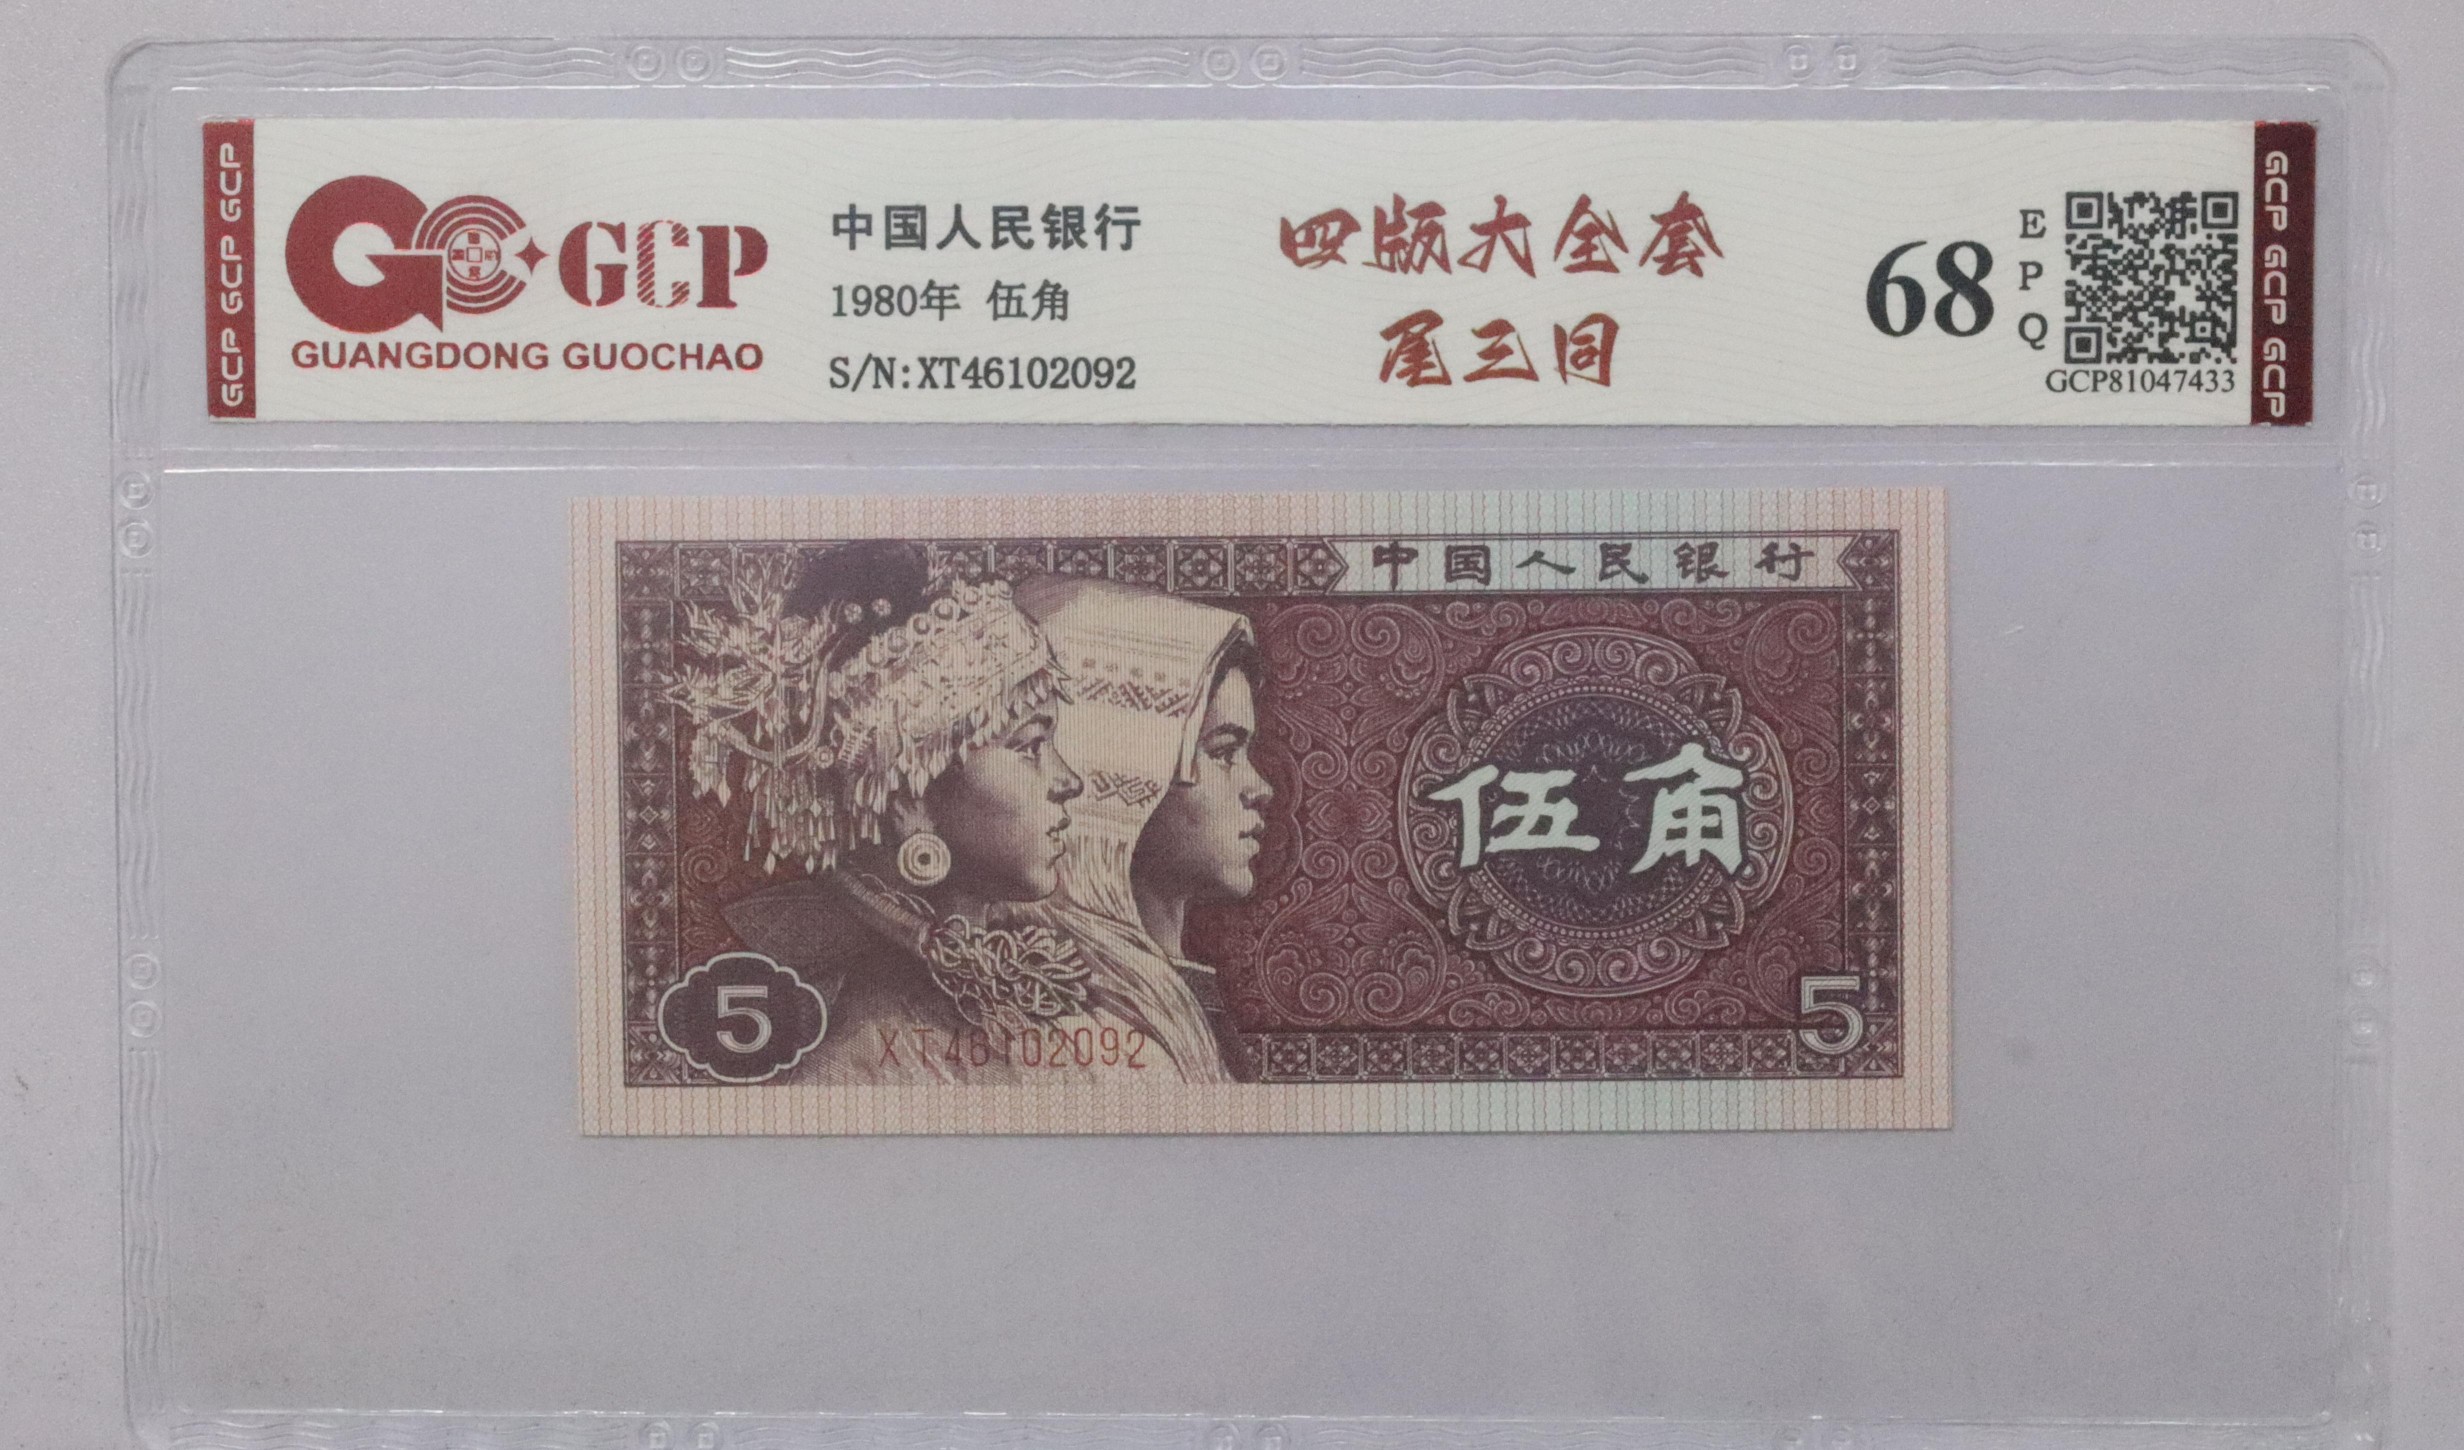 GCP GCP GCP
GCP
GUANGDONG GUOCHAO
中国人民银行
1980年 伍角
S/N:XT46102092
四版大全套
尾三同
68
EPQ
GCP81047433
GCP GCP GCP
中国人民银行
伍角
5
XT46102092
5